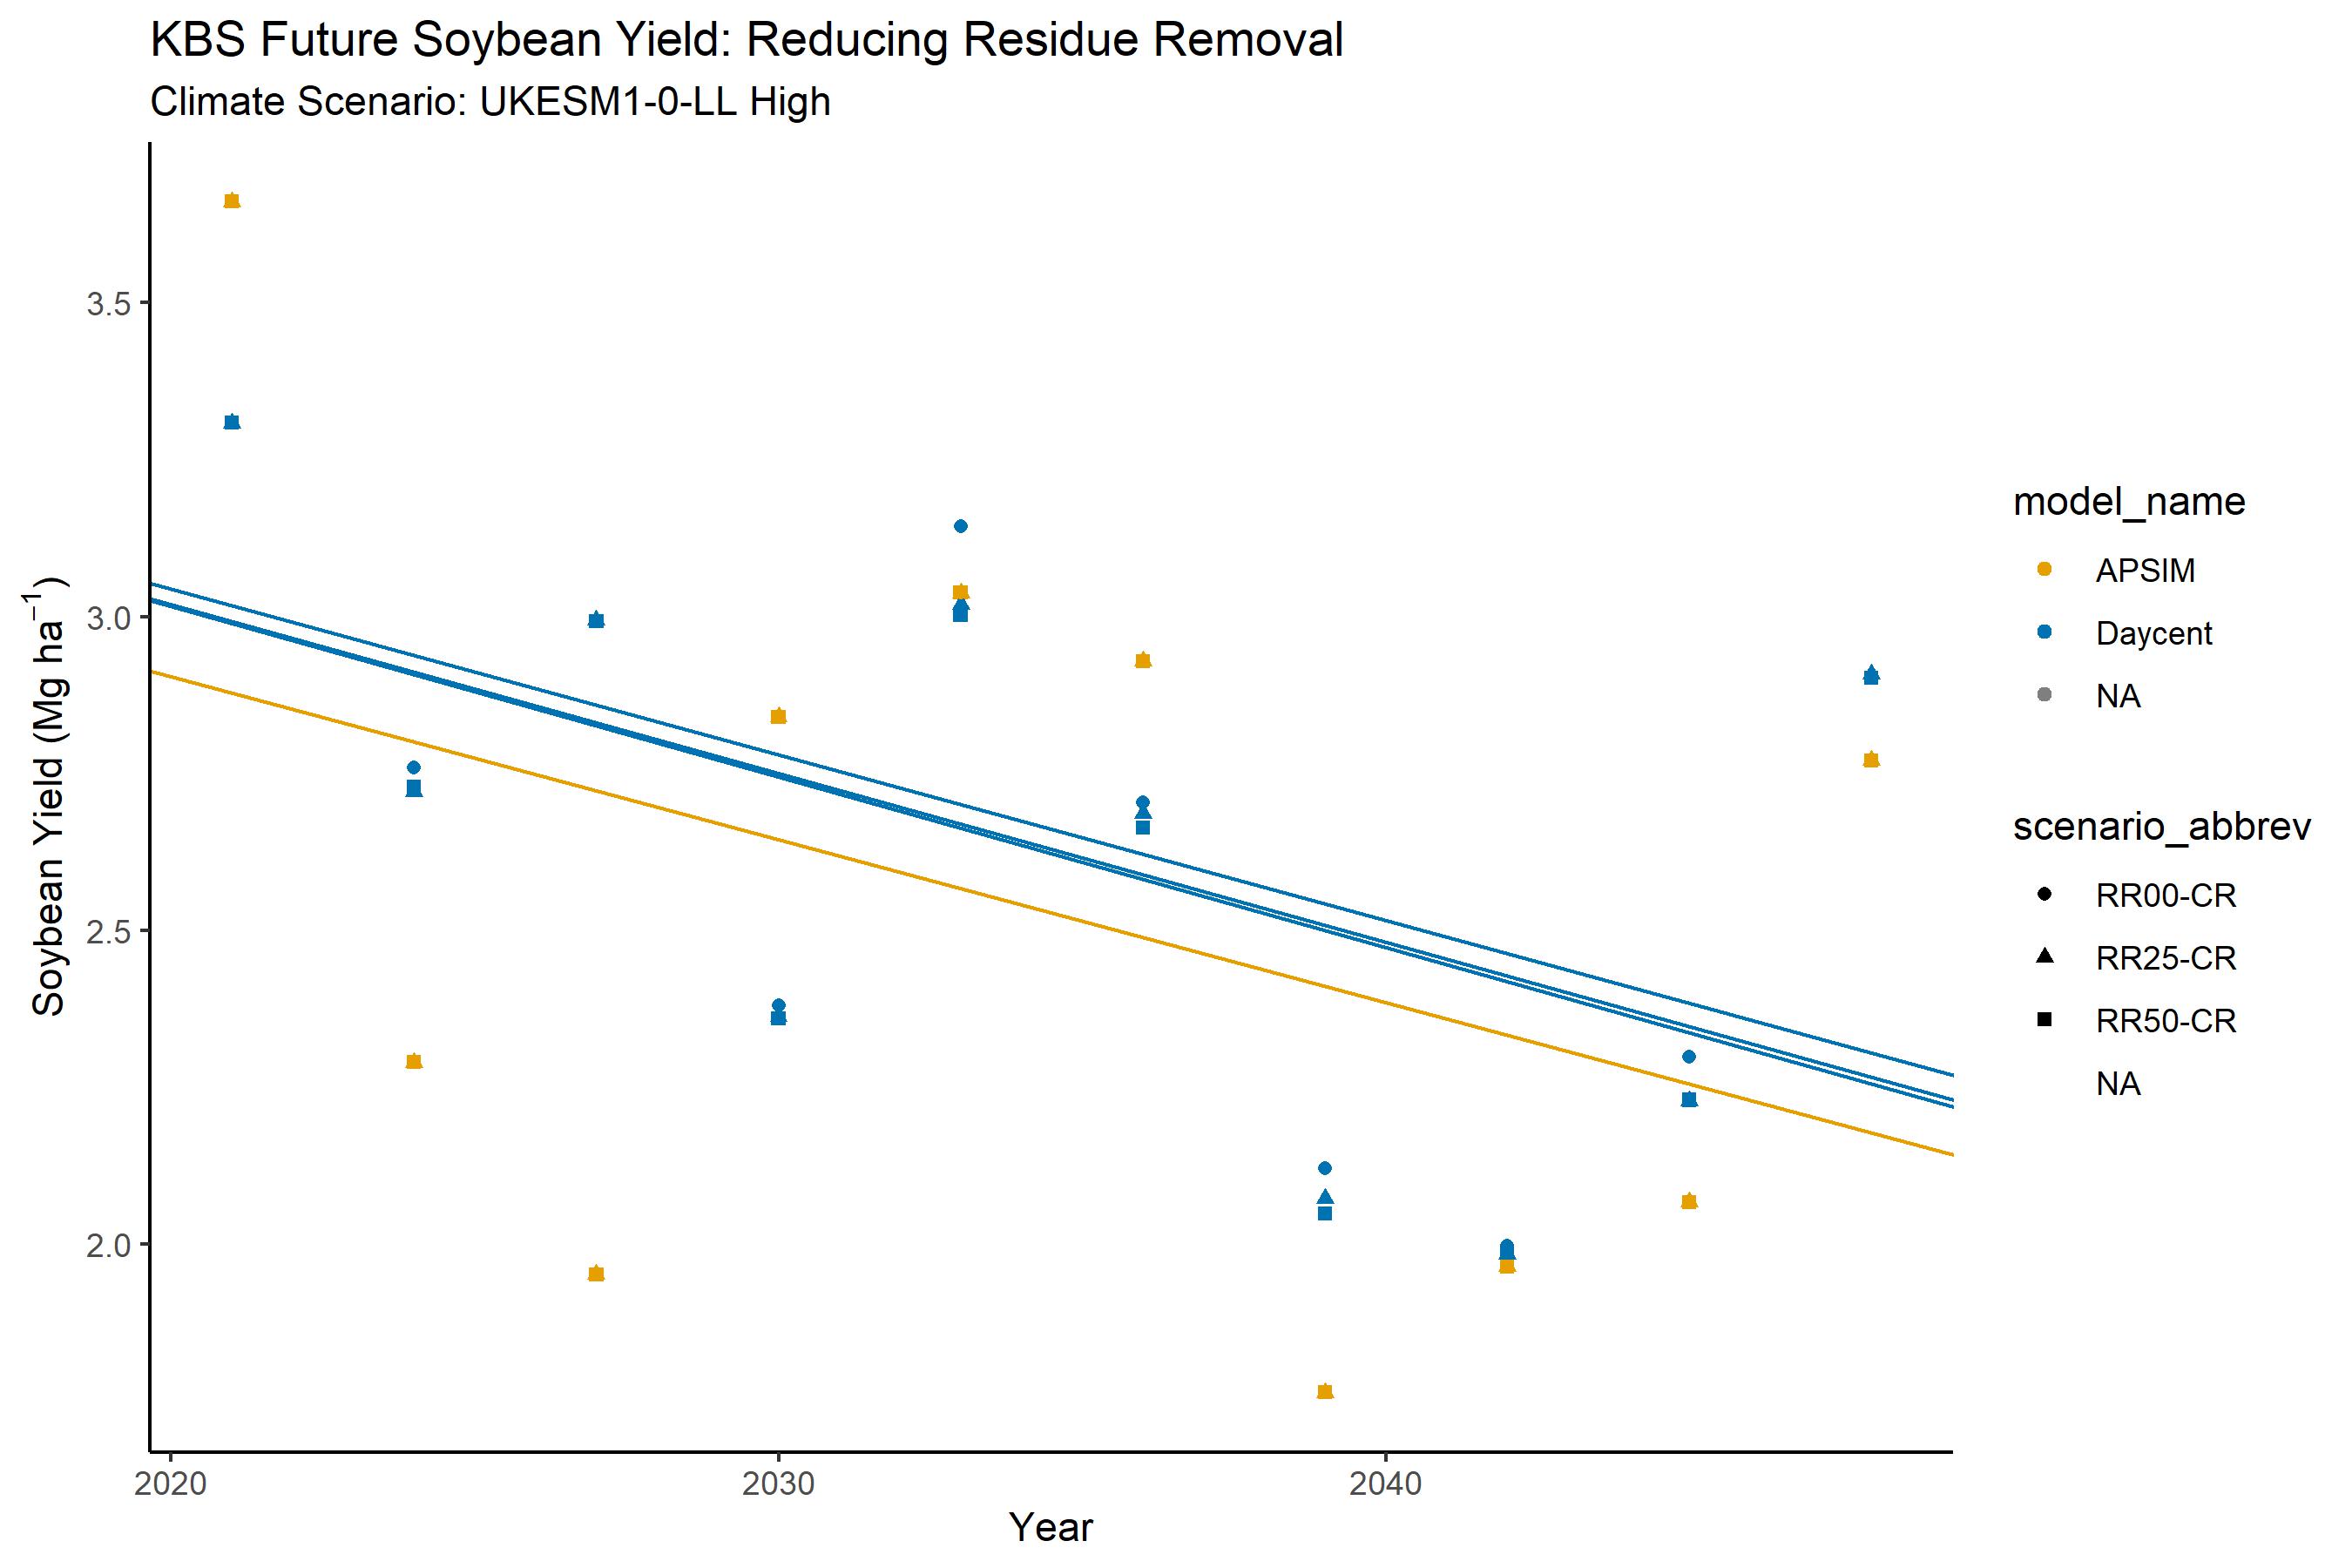 KBS Future Soybean Yield: Reducing Residue Removal
Climate Scenario: UKESM1-0-LL High
Soybean Yield (Mg ha⁻¹)
3.5
3.0
2.5
2.0
2020
2030
2040
Year
model_name
APSIM
Daycent
NA
scenario_abbrev
RR00-CR
RR25-CR
RR50-CR
NA